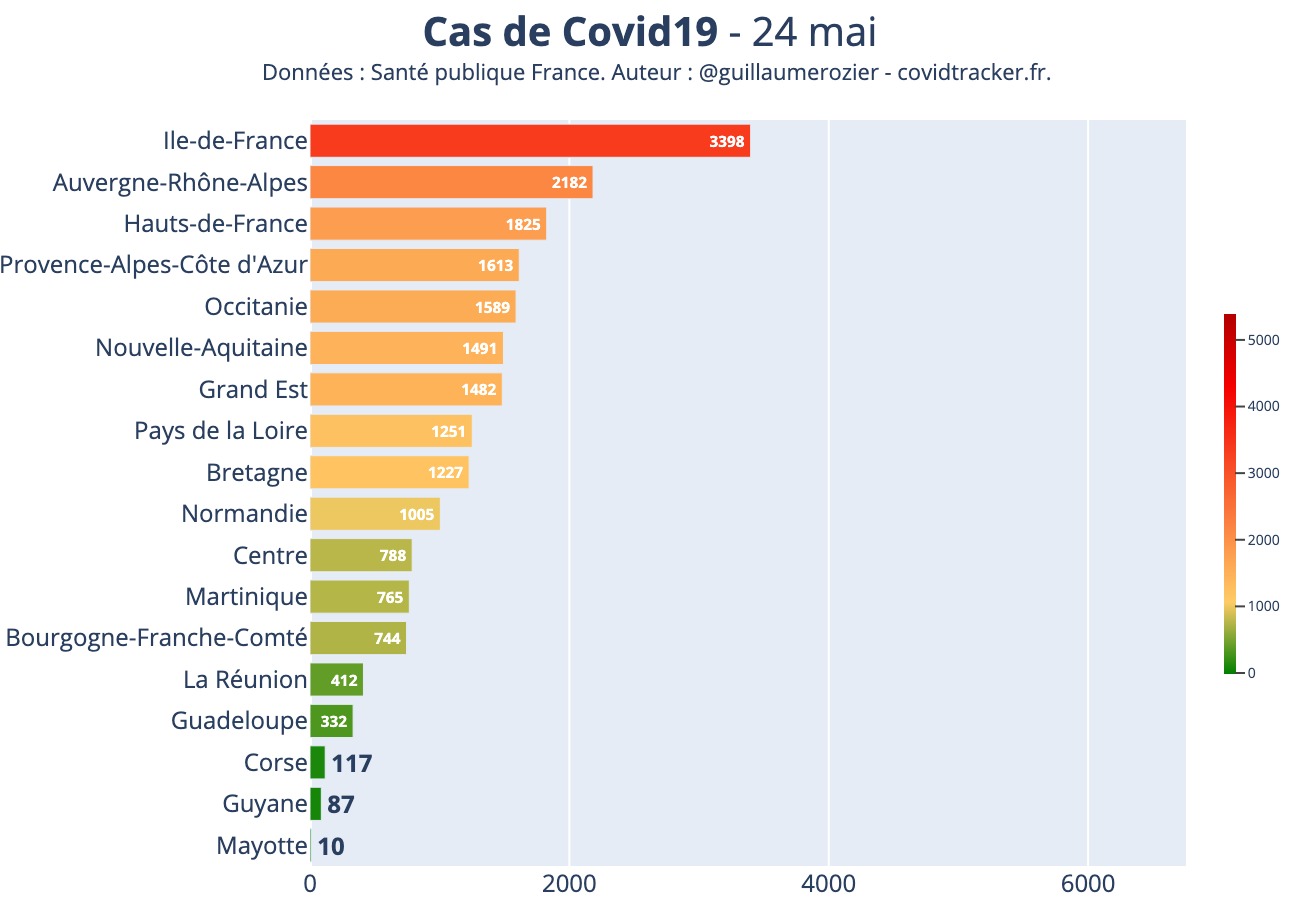 Cas de Covid19 - 24 mai
Données : Santé publique France. Auteur : @guillaumerozier - covidtracker.fr.
Ile-de-France 3398
Auvergne-Rhône-Alpes 2182
Hauts-de-France 1825
Provence-Alpes-Côte d'Azur 1613
Occitanie 1589
Nouvelle-Aquitaine 1491
Grand Est 1482
Pays de la Loire 1251
Bretagne 1227
Normandie 1005
Centre 788
Martinique 765
Bourgogne-Franche-Comté 744
La Réunion 412
Guadeloupe 332
Corse 117
Guyane 87
Mayotte 10
0 2000 4000 6000
5000
4000
3000
2000
1000
0